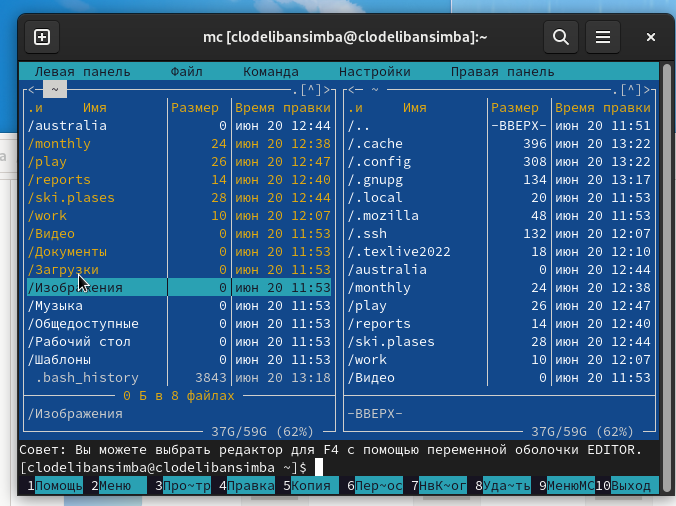 mc [clodelibansimba@clodelibansimba]:~
Левая панель Файл Команда Настройки Правая панель
<- ~ .[^]> <- ~ .[^]>
.и Имя Размер Время правки .и Имя Размер Время правки
/australia 0 июн 20 12:44 /.. -ВВЕРХ- июн 20 11:51
/monthly 24 июн 20 12:38 /.cache 396 июн 20 13:22
/play 26 июн 20 12:47 /.config 308 июн 20 13:22
/reports 14 июн 20 12:40 /.gnupg 134 июн 20 13:17
/ski.plases 28 июн 20 12:44 /.local 20 июн 20 11:53
/work 10 июн 20 12:07 /.mozilla 48 июн 20 11:53
/Видео 0 июн 20 11:53 /.ssh 132 июн 20 12:07
/Документы 0 июн 20 11:53 /.texlive2022 18 июн 20 12:10
/Загрузки 0 июн 20 11:53 /australia 0 июн 20 12:44
/Изображения 0 июн 20 11:53 /monthly 24 июн 20 12:38
/Музыка 0 июн 20 11:53 /play 26 июн 20 12:47
/Общедоступные 0 июн 20 11:53 /reports 14 июн 20 12:40
/Рабочий стол 0 июн 20 11:53 /ski.plases 28 июн 20 12:44
/Шаблоны 0 июн 20 11:53 /work 10 июн 20 12:07
.bash_history 3843 июн 20 13:18 /Видео 0 июн 20 11:53
0 Б в 8 файлах
/Изображения -ВВЕРХ-
37G/59G (62%) 37G/59G (62%)
Совет: Вы можете выбрать редактор для F4 с помощью переменной оболочки EDITOR.
[clodelibansimba@clodelibansimba ~]$
1Помощь 2Меню 3Про~тр 4Правка 5Копия 6Пер~ос 7НвК~ог 8Уда~ть 9МенюMC 10Выход